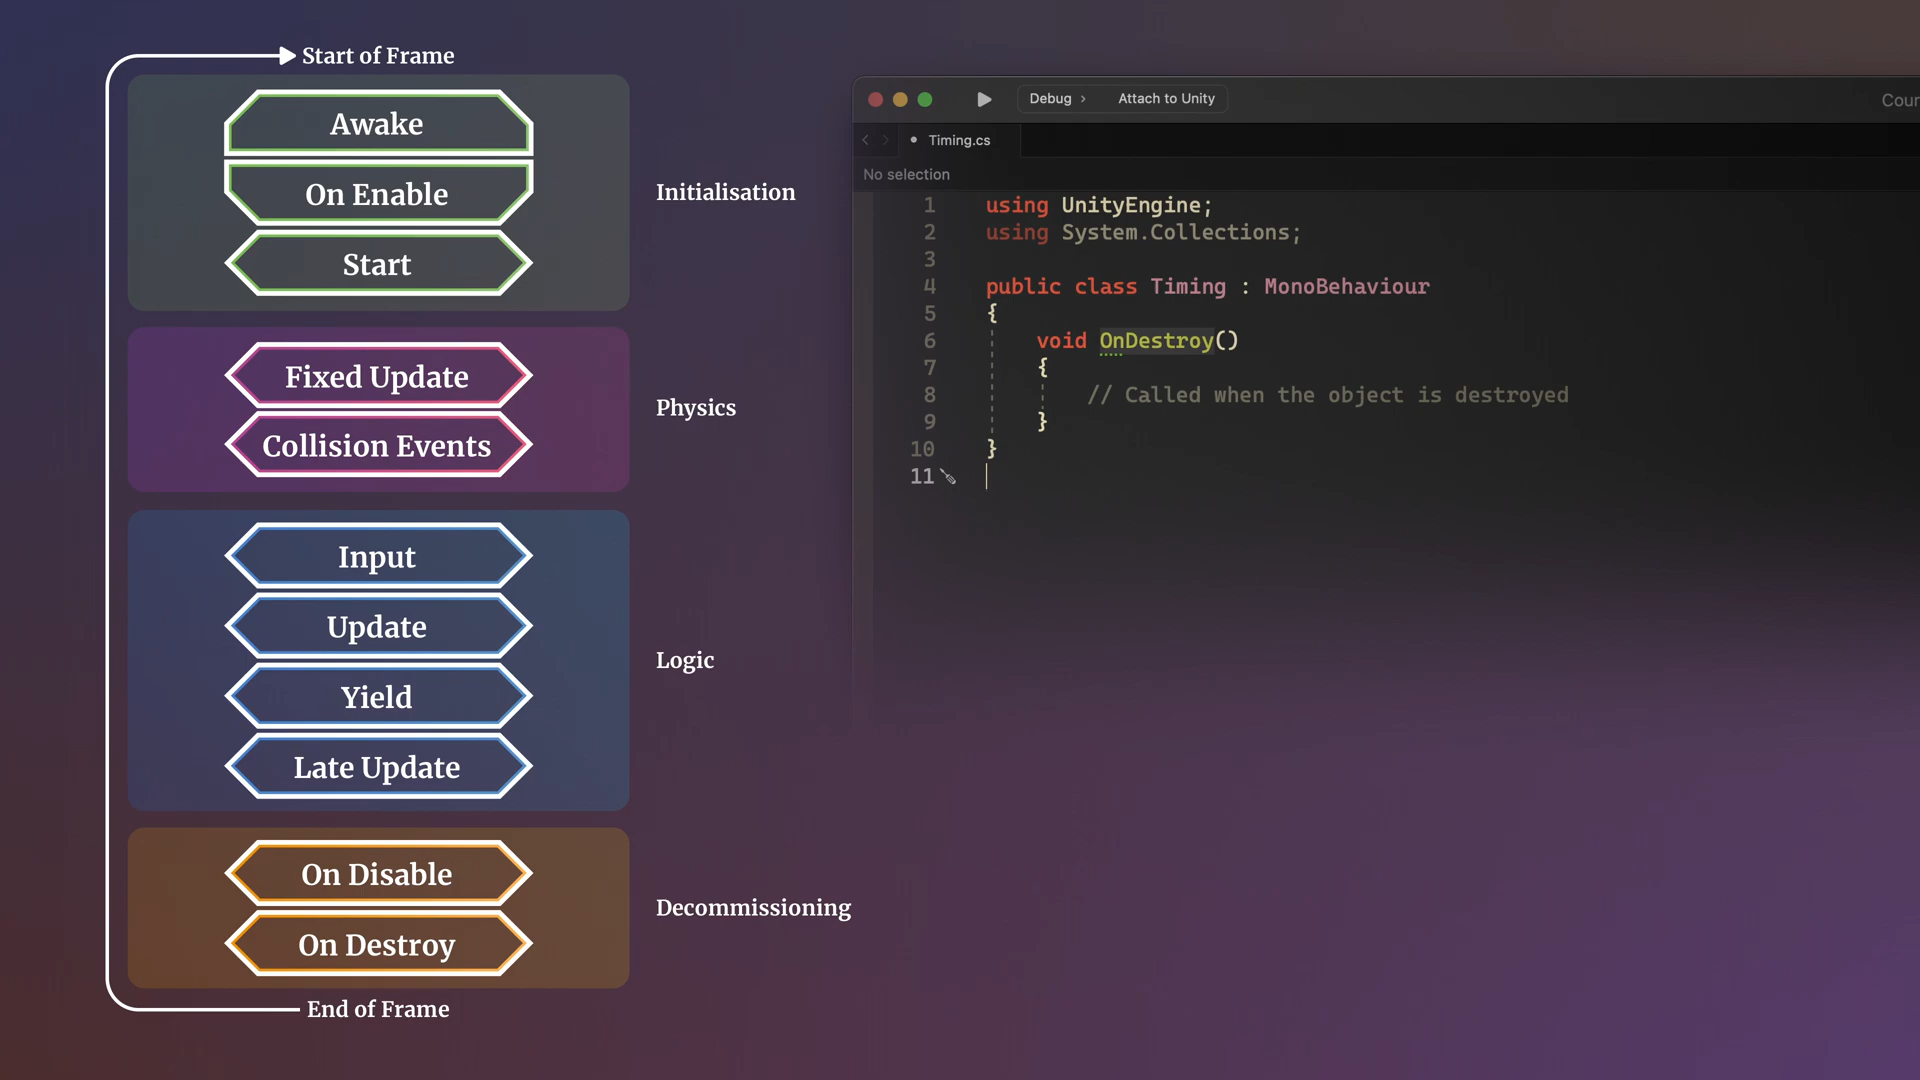 Start of Frame
Awake
On Enable
Start
Initialisation
Fixed Update
Collision Events
Physics
Input
Update
Yield
Late Update
Logic
On Disable
On Destroy
Decommissioning
End of Frame
Debug › Attach to Unity
Timing.cs
No selection
1 using UnityEngine;
2 using System.Collections;
3
4 public class Timing : MonoBehaviour
5 {
6 void OnDestroy()
7 {
8 // Called when the object is destroyed
9 }
10 }
11